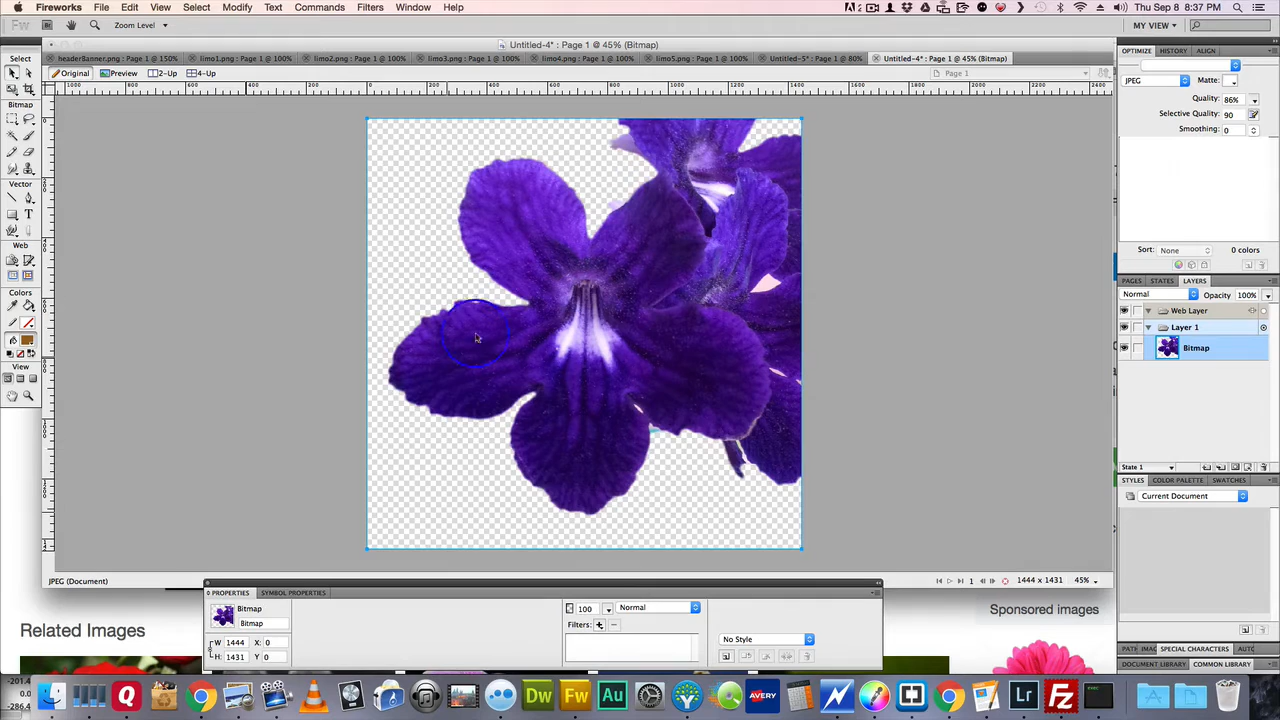 Fireworks File Edit View Select Modify Text Commands Filters Window Help
Thu Sep 8 8:37 PM
Zoom Level
MY VIEW
Untitled-4* : Page 1 @ 45% (Bitmap)
headerBanner.png : Page 1 @ 150% limo1.png : Page 1 @ 100% limo2.png : Page 1 @ 100% limo3.png : Page 1 @ 100% limo4.png : Page 1 @ 100% limo5.png : Page 1 @ 100% Untitled-5* : Page 1 @ 80% Untitled-4* : Page 1 @ 45% (Bitmap)
Original Preview 2-Up 4-Up
Page 1
Select
Bitmap
Vector
Web
Colors
View
OPTIMIZE HISTORY ALIGN
JPEG Matte:
Quality: 86%
Selective Quality: 90
Smoothing: 0
Sort: None 0 colors
PAGES STATES LAYERS
Normal Opacity 100%
Web Layer
Layer 1
Bitmap
State 1
STYLES COLOR PALETTE SWATCHES
Current Document
JPEG (Document)
1 1444 x 1431 45%
PROPERTIES SYMBOL PROPERTIES
Bitmap
Bitmap
W 1444 X: 0
H: 1431 Y: 0
100 Normal
Filters:
No Style
Related Images
Sponsored images
SPECIAL CHARACTERS
DOCUMENT LIBRARY COMMON LIBRARY
Dw Fw Au AVERY Lr Fz